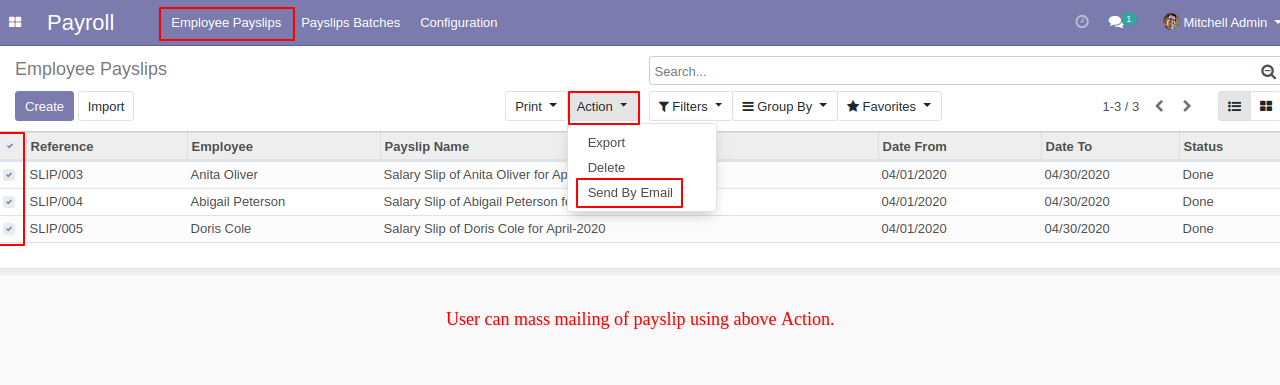 Payroll Employee Payslips Payslips Batches Configuration 1 Mitchell Admin
Employee Payslips Search...
Create Import Print Action Filters Group By Favorites 1-3 / 3
Export
Delete
Send By Email
Reference Employee Payslip Name Date From Date To Status
SLIP/003 Anita Oliver Salary Slip of Anita Oliver for Ap 04/01/2020 04/30/2020 Done
SLIP/004 Abigail Peterson Salary Slip of Abigail Peterson fo 04/01/2020 04/30/2020 Done
SLIP/005 Doris Cole Salary Slip of Doris Cole for April-2020 04/01/2020 04/30/2020 Done
User can mass mailing of payslip using above Action.